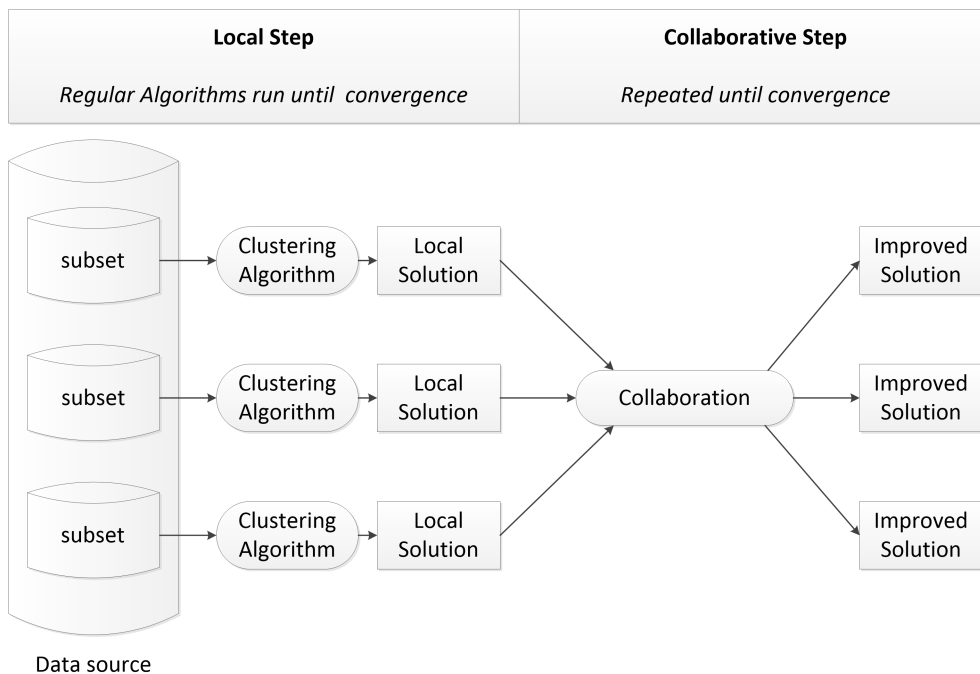 Local Step
Collaborative Step
Regular Algorithms run until convergence
Repeated until convergence
subset
Clustering
Algorithm
Local
Solution
Improved
Solution
subset
Clustering
Algorithm
Local
Solution
Collaboration
Improved
Solution
subset
Clustering
Algorithm
Local
Solution
Improved
Solution
Data source